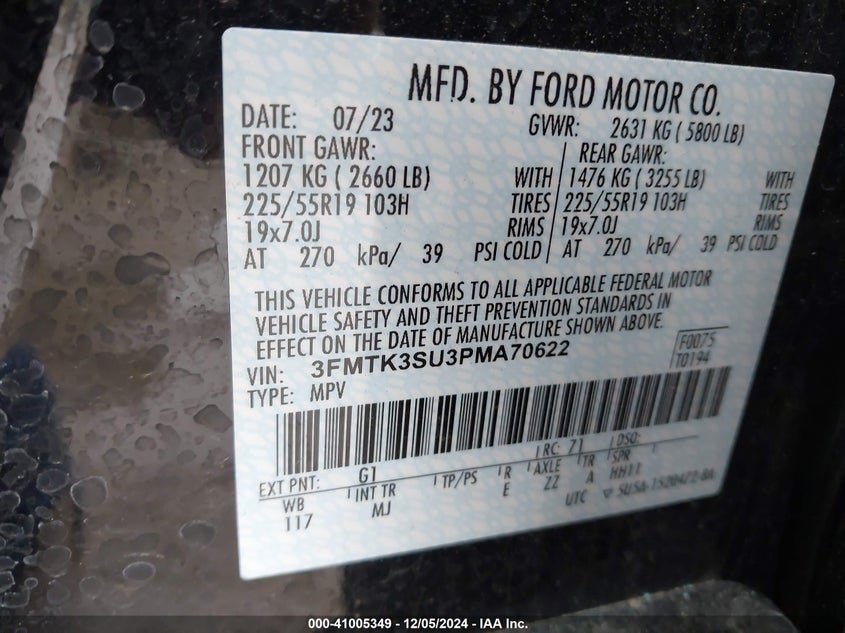 MFD. BY FORD MOTOR CO.
DATE: 07/23 GVWR: 2631 KG ( 5800 LB)
FRONT GAWR: REAR GAWR:
1207 KG ( 2660 LB) WITH 1476 KG ( 3255 LB) WITH
225/55R19 103H TIRES 225/55R19 103H TIRES
19x7.0J RIMS 19x7.0J RIMS
AT 270 kPa/ 39 PSI COLD AT 270 kPa/ 39 PSI COLD
THIS VEHICLE CONFORMS TO ALL APPLICABLE FEDERAL MOTOR
VEHICLE SAFETY AND THEFT PREVENTION STANDARDS IN
EFFECT ON THE DATE OF MANUFACTURE SHOWN ABOVE.
VIN: 3FMTK3SU3PMA70622 F0075
TYPE: MPV T0194
EXT PNT: G1 RC: 71 DSO:
WB INT TR TP/PS R AXLE TR SPR
117 MJ E ZZ A HH11
UTC SU5A-1520472-BA
000-41005349 - 12/05/2024 - IAA Inc.